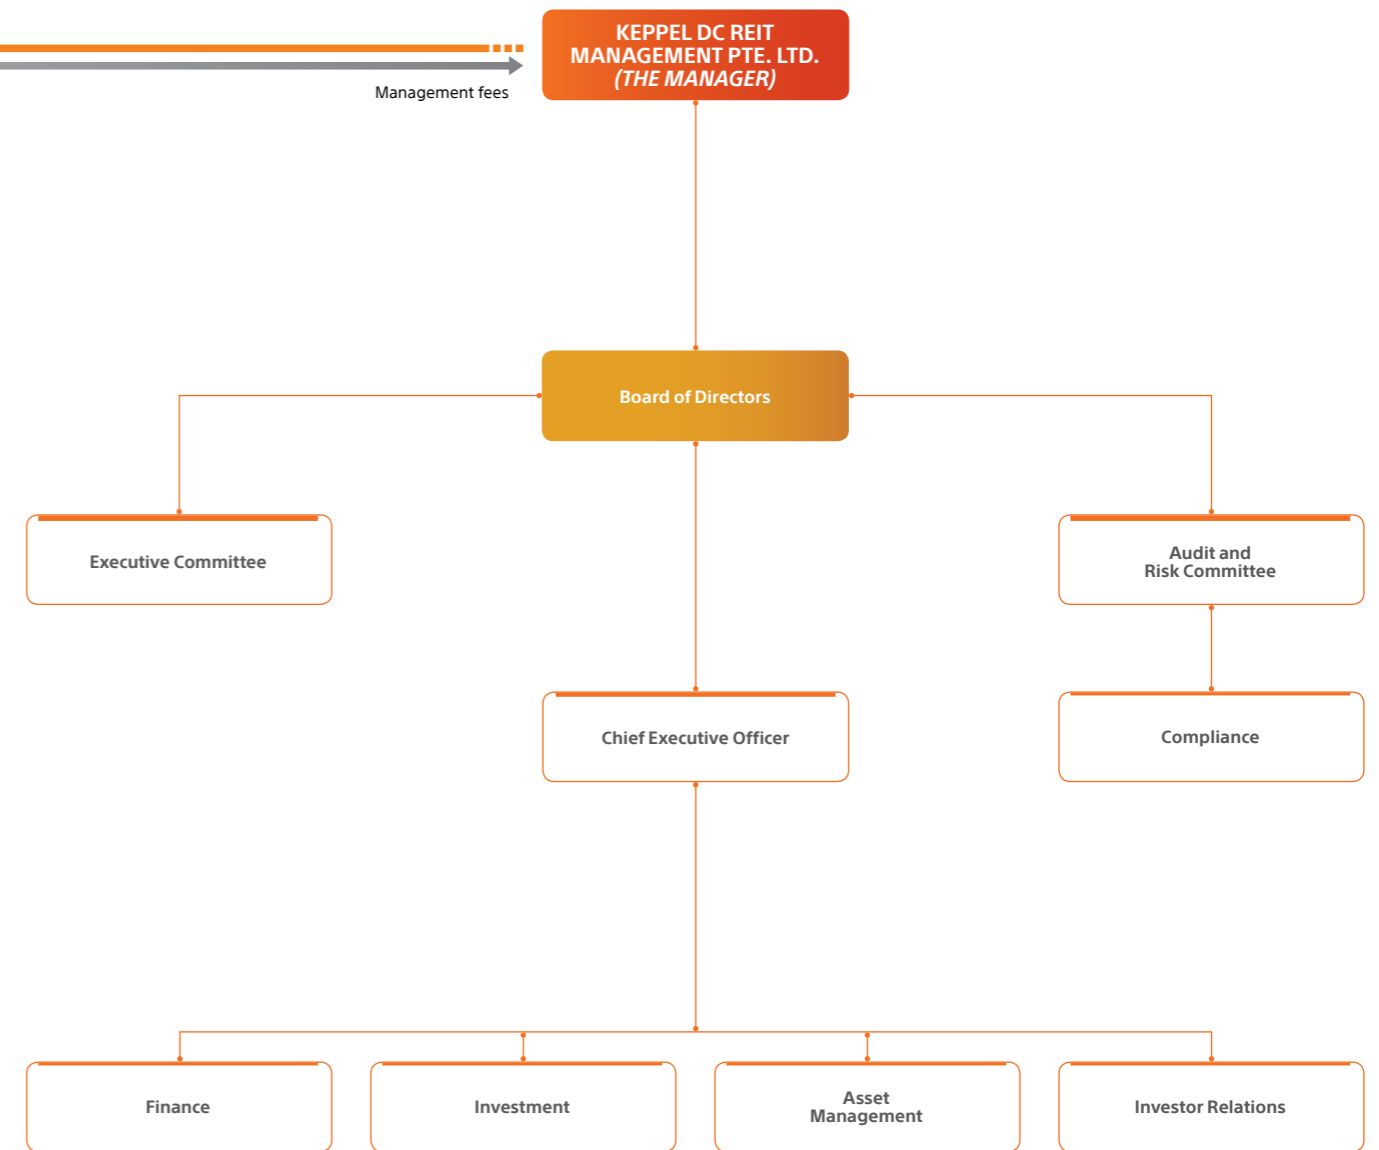 KEPPEL DC REIT
MANAGEMENT PTE. LTD.
(THE MANAGER)
Management fees
Board of Directors
Executive Committee
Audit and
Risk Committee
Chief Executive Officer
Compliance
Finance
Investment
Asset
Management
Investor Relations